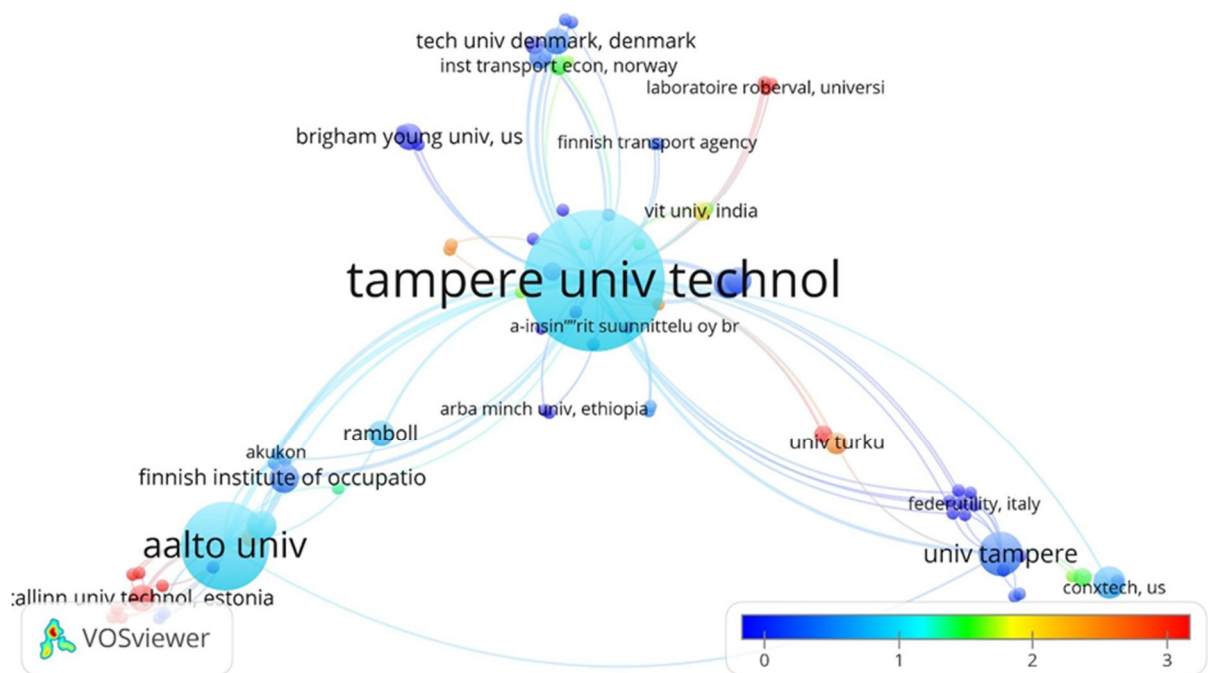 tech univ denmark, denmark
inst transport econ, norway
laboratoire roberval, universi
brigham young univ, us
finnish transport agency
vit univ, india
tampere univ technol
a-insin""rit suunnittelu oy br
arba minch univ, ethiopia
ramboll
univ turku
akukon
finnish institute of occupatio
federutility, italy
aalto univ
univ tampere
conxtech, us
tallinn univ technol, estonia
VOSviewer
0 1 2 3